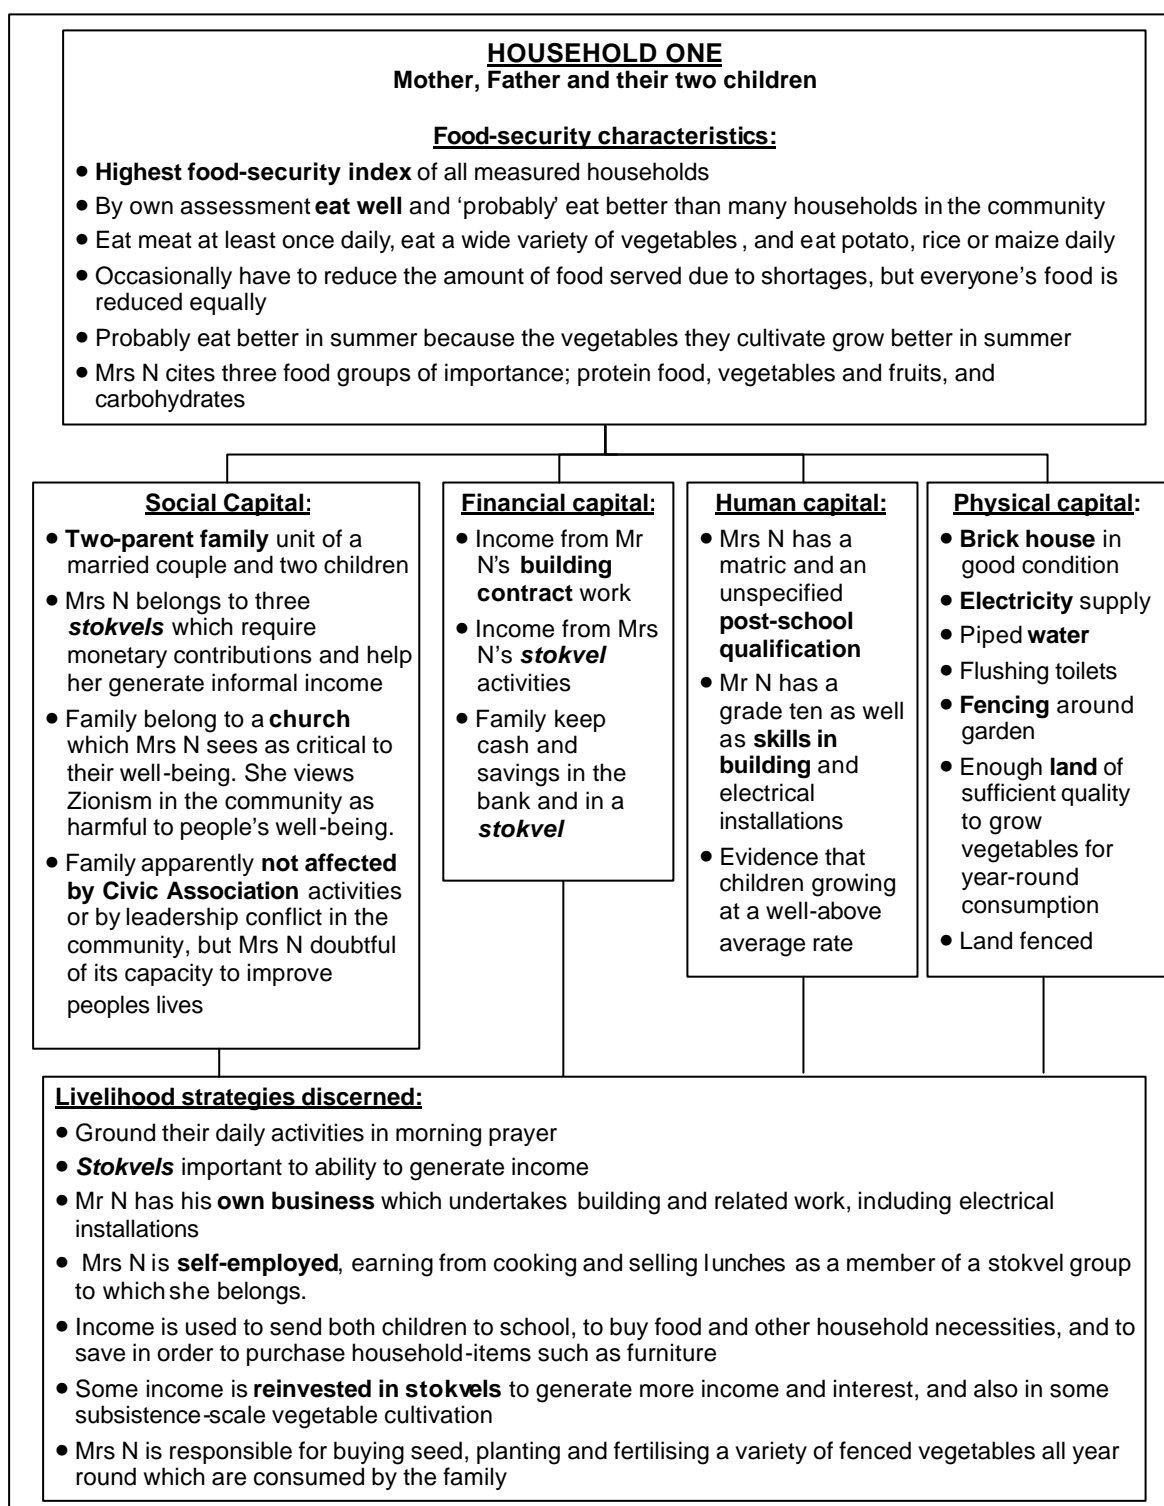 HOUSEHOLD ONE
Mother, Father and their two children
Food-security characteristics:
• Highest food-security index of all measured households
• By own assessment eat well and ‘probably’ eat better than many households in the community
• Eat meat at least once daily, eat a wide variety of vegetables , and eat potato, rice or maize daily
• Occasionally have to reduce the amount of food served due to shortages, but everyone’s food is
reduced equally
• Probably eat better in summer because the vegetables they cultivate grow better in summer
• Mrs N cites three food groups of importance; protein food, vegetables and fruits, and
carbohydrates
Social Capital:
• Two-parent family unit of a
married couple and two children
• Mrs N belongs to three
stokvels which require
monetary contributions and help
her generate informal income
• Family belong to a church
which Mrs N sees as critical to
their well-being. She views
Zionism in the community as
harmful to people’s well-being.
• Family apparently not affected
by Civic Association activities
or by leadership conflict in the
community, but Mrs N doubtful
of its capacity to improve
peoples lives
Financial capital:
• Income from Mr
N’s building
contract work
• Income from Mrs
N’s stokvel
activities
• Family keep
cash and
savings in the
bank and in a
stokvel
Human capital:
• Mrs N has a
matric and an
unspecified
post-school
qualification
• Mr N has a
grade ten as well
as skills in
building and
electrical
installations
• Evidence that
children growing
at a well-above
average rate
Physical capital:
• Brick house in
good condition
• Electricity supply
• Piped water
• Flushing toilets
• Fencing around
garden
• Enough land of
sufficient quality
to grow
vegetables for
year-round
consumption
• Land fenced
Livelihood strategies discerned:
• Ground their daily activities in morning prayer
• Stokvels important to ability to generate income
• Mr N has his own business which undertakes building and related work, including electrical
installations
• Mrs N is self-employed, earning from cooking and selling lunches as a member of a stokvel group
to which she belongs.
• Income is used to send both children to school, to buy food and other household necessities, and to
save in order to purchase household-items such as furniture
• Some income is reinvested in stokvels to generate more income and interest, and also in some
subsistence-scale vegetable cultivation
• Mrs N is responsible for buying seed, planting and fertilising a variety of fenced vegetables all year
round which are consumed by the family